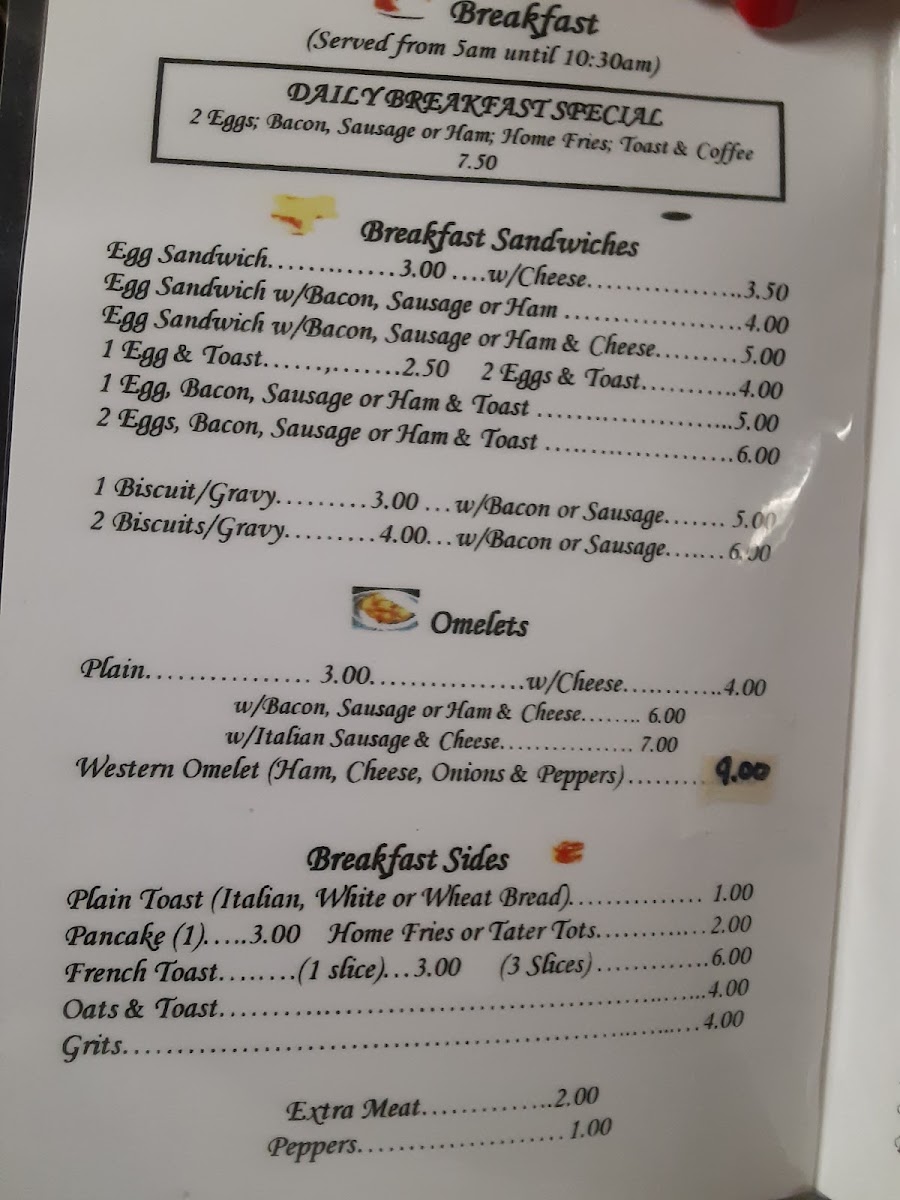 Breakfast
(Served from 5am until 10:30am)
DAILY BREAKFAST SPECIAL
2 Eggs; Bacon, Sausage or Ham; Home Fries; Toast & Coffee
7.50
Breakfast Sandwiches
Egg Sandwich.............3.00 ....w/Cheese.................3.50
Egg Sandwich w/Bacon, Sausage or Ham ....................4.00
Egg Sandwich w/Bacon, Sausage or Ham & Cheese.........5.00
1 Egg & Toast......,.......2.50 2 Eggs & Toast...........4.00
1 Egg, Bacon, Sausage or Ham & Toast ......................5.00
2 Eggs, Bacon, Sausage or Ham & Toast .....................6.00
1 Biscuit/Gravy.........3.00 ...w/Bacon or Sausage....... 5.00
2 Biscuits/Gravy.........4.00...w/Bacon or Sausage.......6.00
Omelets
Plain................ 3.00.................w/Cheese...........4.00
w/Bacon, Sausage or Ham & Cheese........ 6.00
w/Italian Sausage & Cheese................ 7.00
Western Omelet (Ham, Cheese, Onions & Peppers)......... 9.00
Breakfast Sides
Plain Toast (Italian, White or Wheat Bread)............... 1.00
Pancake (1).....3.00 Home Fries or Tater Tots............2.00
French Toast........(1 slice)...3.00 (3 Slices)............6.00
Oats & Toast.....................................................4.00
Grits................................................................4.00
Extra Meat..............2.00
Peppers...................... 1.00